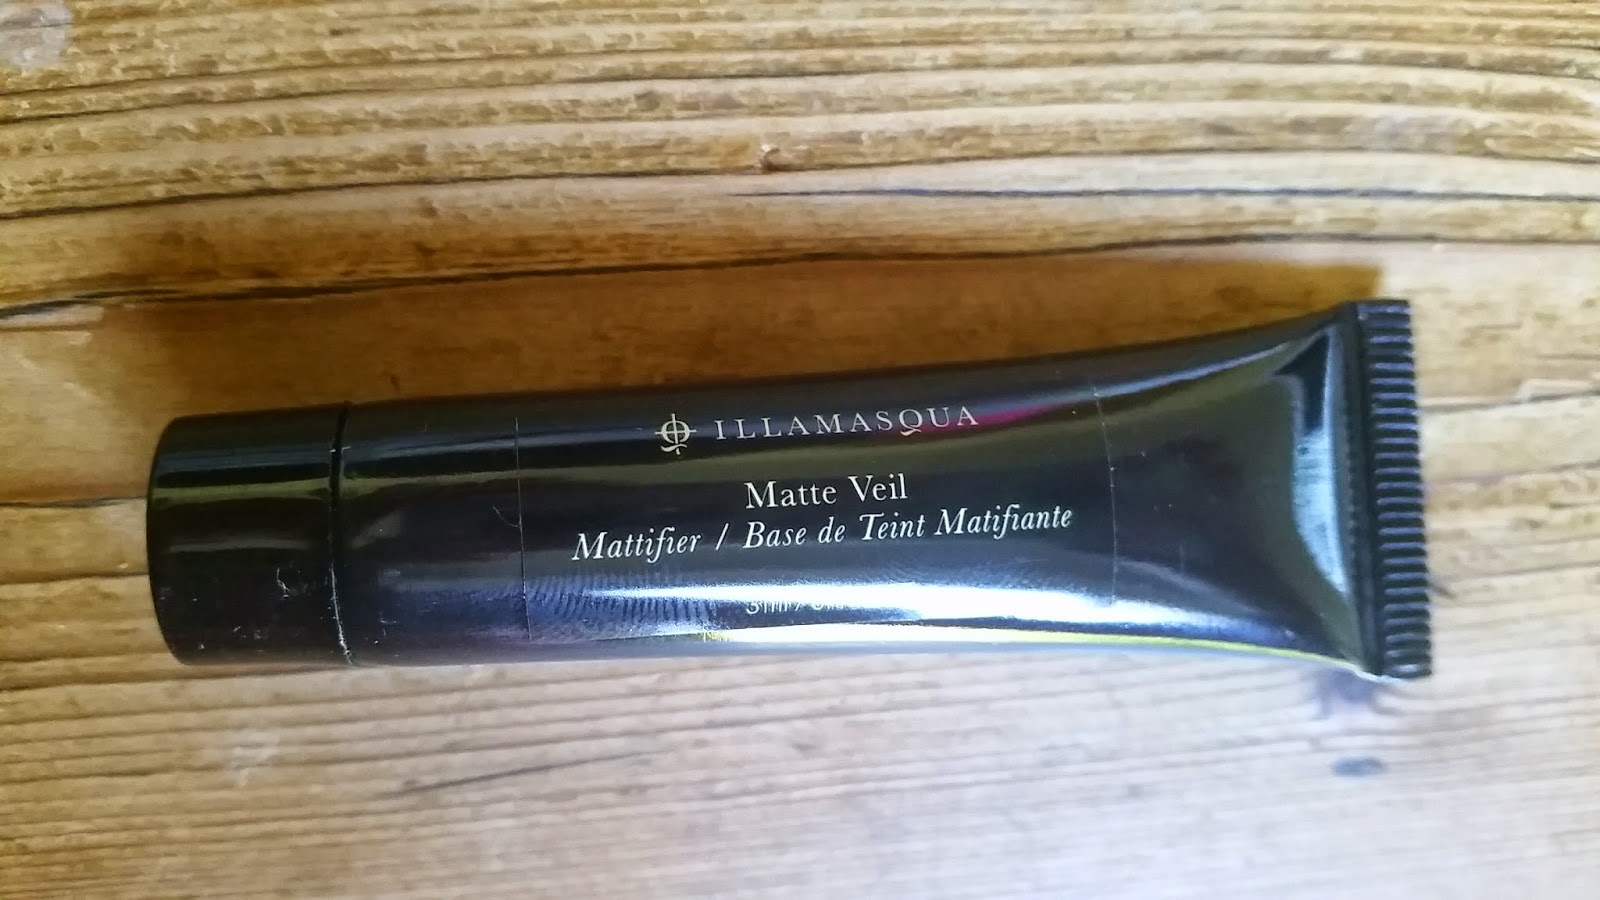 ILLAMASQUA
Matte Veil
Mattifier / Base de Teint Matifiante